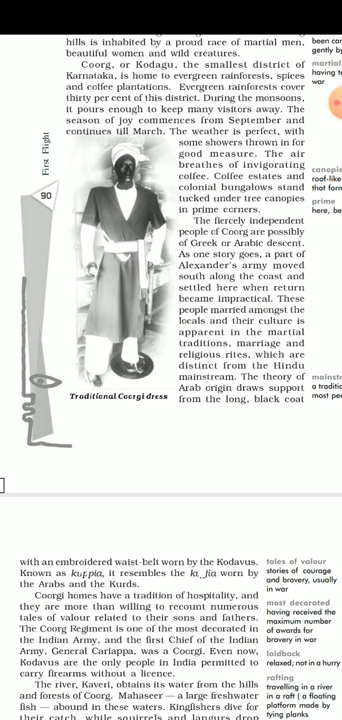 hills is inhabited by a proud race of martial men,
beautiful women and wild creatures.
Coorg, or Kodagu, the smallest district of
Karnataka, is home to evergreen rainforests, spices
and coffee plantations. Evergreen rainforests cover
thirty per cent of this district. During the monsoons,
it pours enough to keep many visitors away. The
season of joy commences from September and
continues till March. The weather is perfect, with
some showers thrown in for
good measure. The air
breathes of invigorating
coffee. Coffee estates and
colonial bungalows stand
tucked under tree canopies
in prime corners.
The fiercely independent
people of Coorg are possibly
of Greek or Arabic descent.
As one story goes, a part of
Alexander's army moved
south along the coast and
settled here when return
became impractical. These
people married amongst the
locals and their culture is
apparent in the martial
traditions, marriage and
religious rites, which are
distinct from the Hindu
mainstream. The theory of
Arab origin draws support
from the long, black coat
First Flight
90
Traditional Coorgi dress
been car
gently by
martial
having to
war
canopie
roof-like
that form
prime
here, be
mainstr
a traditio
most peo
with an embroidered waist-belt worn by the Kodavus.
Known as kuppia, it resembles the worn by
the Arabs and the Kurds.
Coorgi homes have a tradition of hospitality, and
they are more than willing to recount numerous
tales of valour related to their sons and fathers.
The Coorg Regiment is one of the most decorated in
the Indian Army, and the first Chief of the Indian
Army, General Cariappa, was a Coorgi. Even now,
Kodavus are the only people in India permitted to
carry firearms without a licence.
The river, Kaveri, obtains its water from the hills
and forests of Coorg. Mahaseer — a large freshwater
fish — abound in these waters. Kingfishers dive for
their catch, while squirrels and langurs drop
tales of valour
stories of courage
and bravery, usually
in war
most decorated
having received the
maximum number
of awards for
bravery in war
laidback
relaxed; not in a hurry
rafting
travelling in a river
in a raft ( a floating
platform made by
tying planks